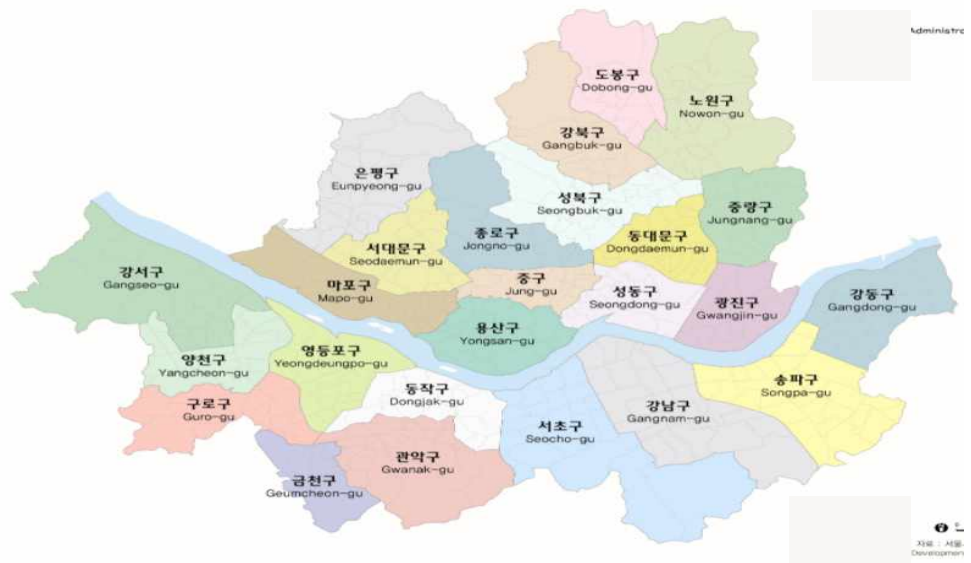 Administra
도봉구
Dobong-gu
노원구
Nowon-gu
강북구
Gangbuk-gu
은평구
Eunpyeong-gu
성북구
Seongbuk-gu
중랑구
Jungnang-gu
종로구
Jongno-gu
동대문구
Dongdaemun-gu
서대문구
Seodaemun-gu
강서구
Gangseo-gu
마포구
Mapo-gu
중구
Jung-gu
성동구
Seongdong-gu
광진구
Gwangjin-gu
강동구
Gangdong-gu
용산구
Yongsan-gu
양천구
Yangcheon-gu
영등포구
Yeongdeungpo-gu
동작구
Dongjak-gu
송파구
Songpa-gu
구로구
Guro-gu
강남구
Gangnam-gu
서초구
Seocho-gu
관악구
Gwanak-gu
금천구
Geumcheon-gu
자료 : 서울
Development